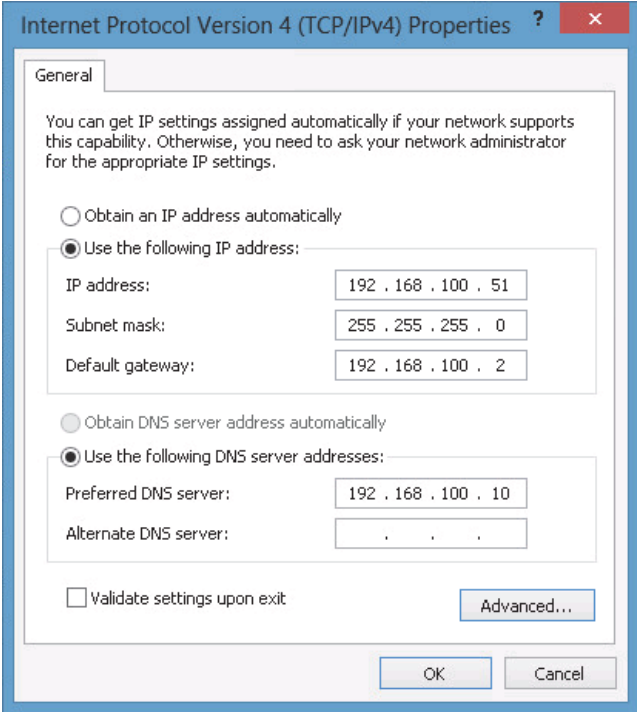 Internet Protocol Version 4 (TCP/IPv4) Properties ? ×
General
You can get IP settings assigned automatically if your network supports
this capability. Otherwise, you need to ask your network administrator
for the appropriate IP settings.
Obtain an IP address automatically
Use the following IP address:
IP address: 192 . 168 . 100 . 51
Subnet mask: 255 . 255 . 255 . 0
Default gateway: 192 . 168 . 100 . 2
Obtain DNS server address automatically
Use the following DNS server addresses:
Preferred DNS server: 192 . 168 . 100 . 10
Alternate DNS server: . . .
Validate settings upon exit
Advanced...
OK Cancel